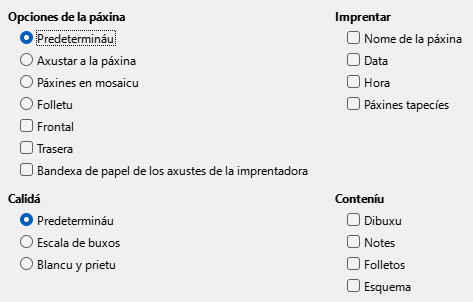 Opciones de la páxina
Predetermináu
Axustar a la páxina
Páxines en mosaicu
Folletu
Frontal
Trasera
Bandexa de papel de los axustes de la imprentadora
Imprentar
Nome de la páxina
Data
Hora
Páxines tapecíes
Calidá
Predetermináu
Escala de buxos
Blancu y prietu
Conteníu
Dibuxu
Notes
Folletos
Esquema